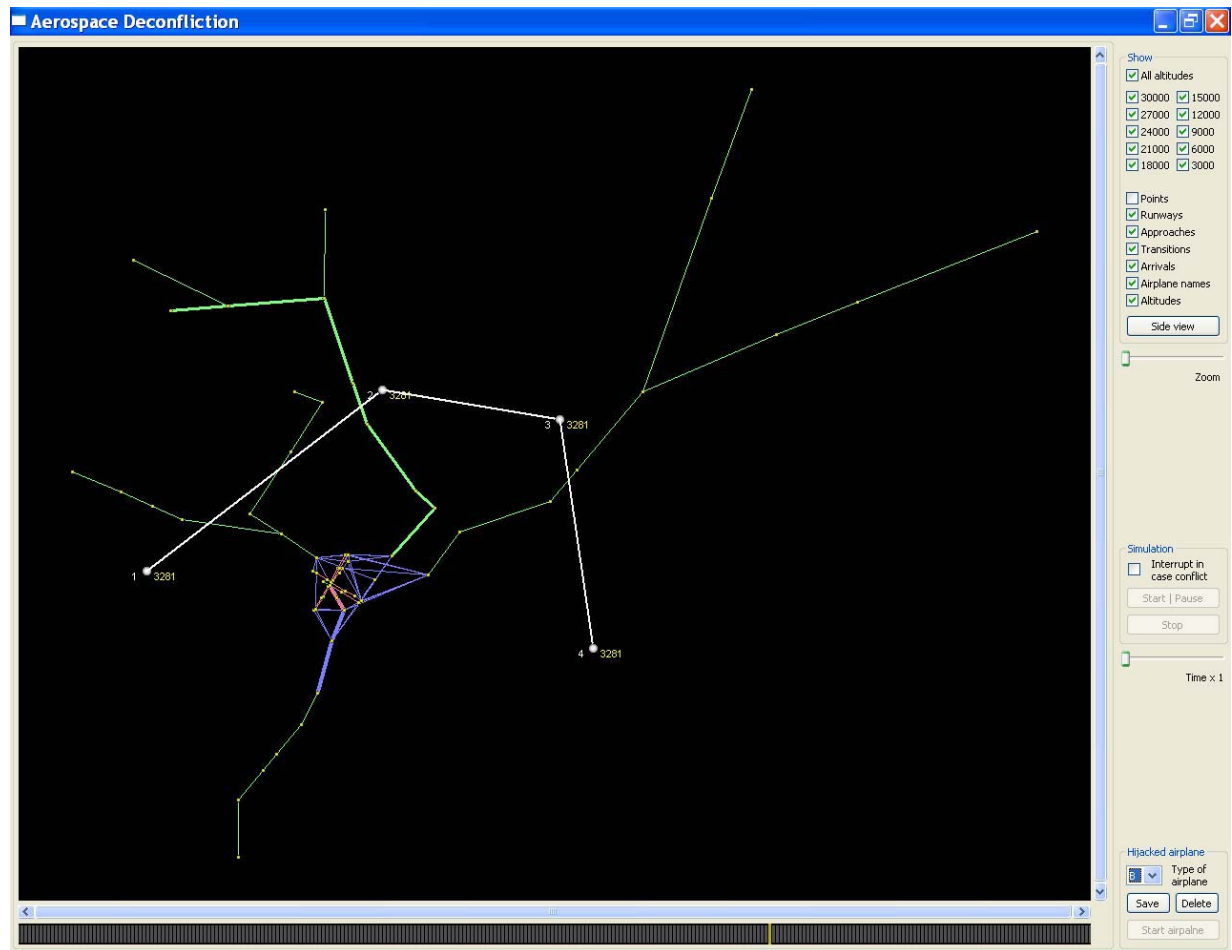 Aerospace Deconfliction
Show
All altitudes
30000 15000
27000 12000
24000 9000
21000 6000
18000 3000
Points
Runways
Approaches
Transitions
Arrivals
Airplane names
Altitudes
Side view
Zoom
2 3281
3 3281
1 3281
4 3281
Simulation
Interrupt in
case conflict
Start | Pause
Stop
Time x 1
Hijacked airplane
B Type of
airplane
Save Delete
Start airpalne